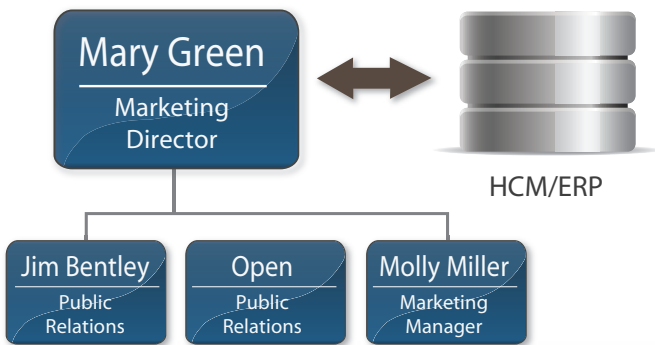 Mary Green
Marketing
Director
HCM/ERP
Jim Bentley
Public
Relations
Open
Public
Relations
Molly Miller
Marketing
Manager